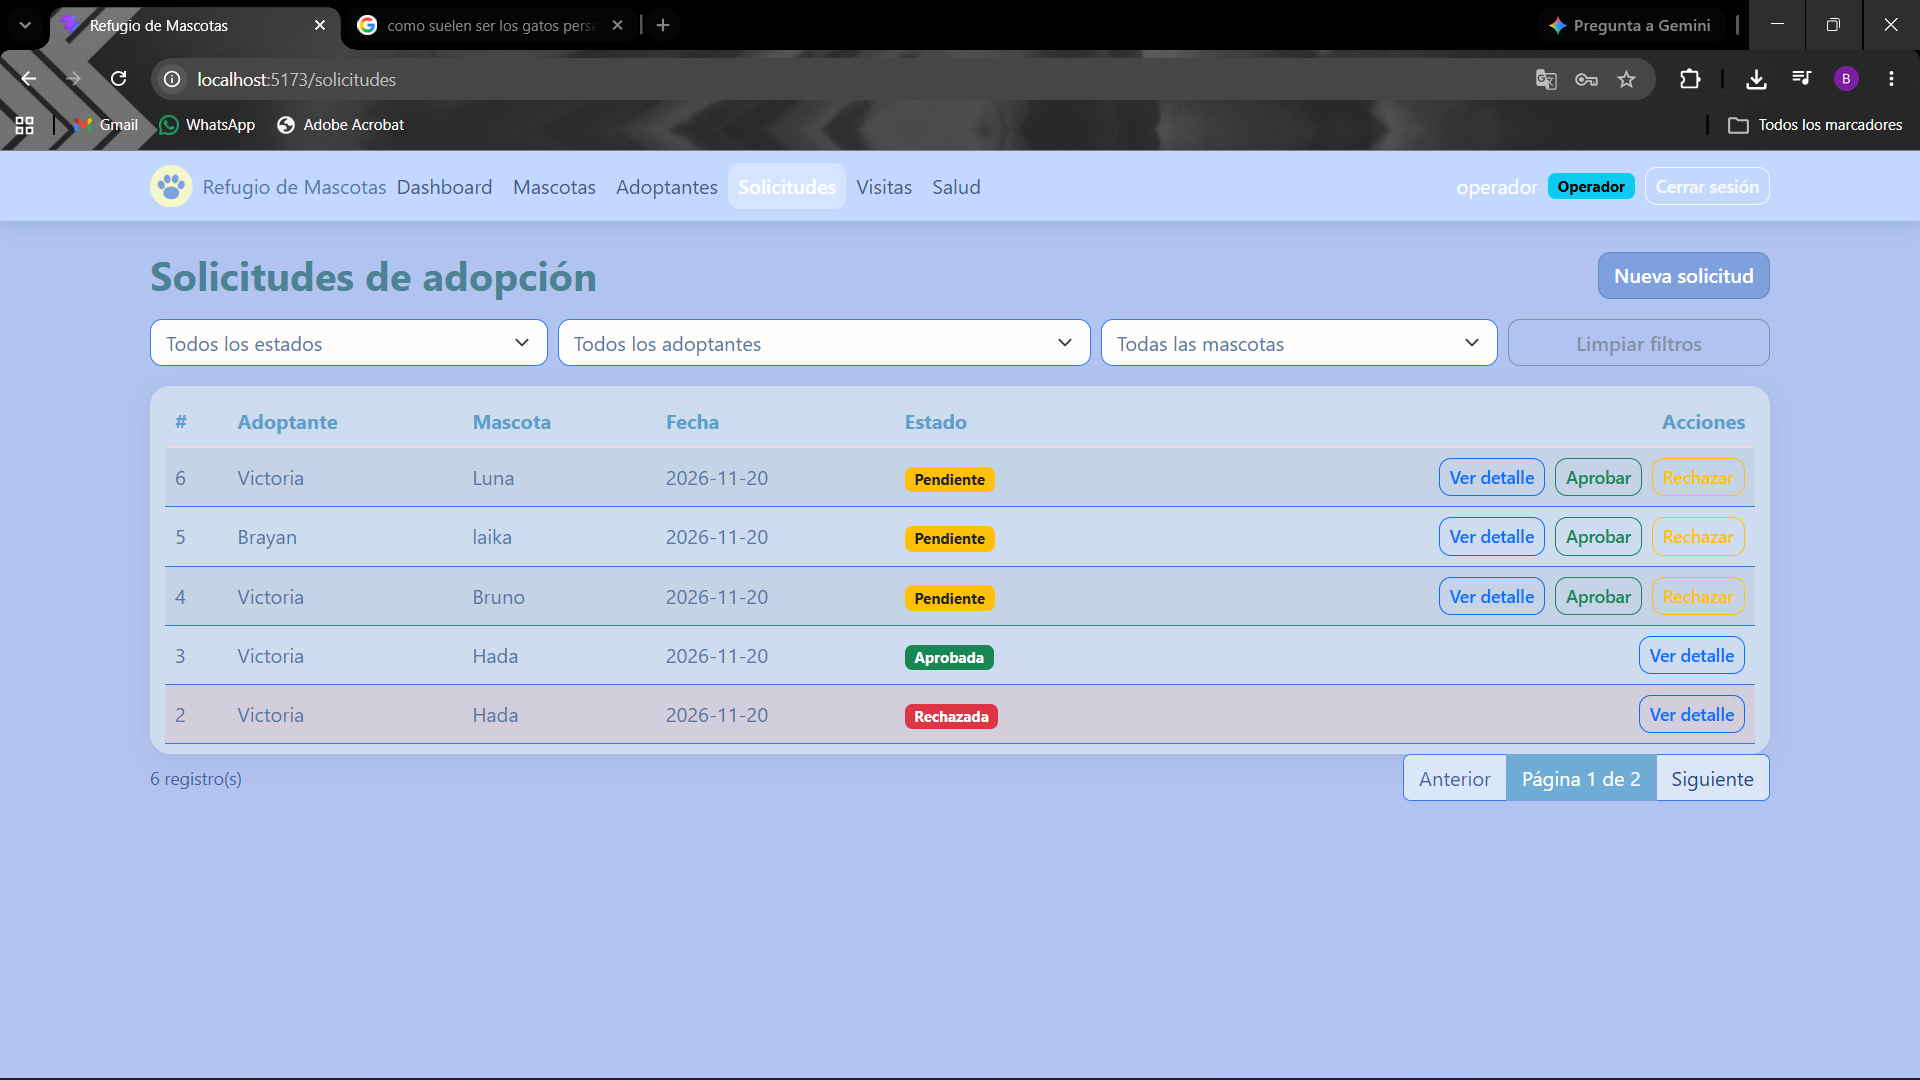 Refugio de Mascotas
como suelen ser los gatos persa
Pregunta a Gemini
localhost:5173/solicitudes
B
Gmail
WhatsApp
Adobe Acrobat
Todos los marcadores
Refugio de Mascotas Dashboard Mascotas Adoptantes Solicitudes Visitas Salud operador Operador Cerrar sesión
Solicitudes de adopción
Nueva solicitud
Todos los estados Todos los adoptantes Todas las mascotas Limpiar filtros
# Adoptante Mascota Fecha Estado Acciones
6 Victoria Luna 2026-11-20 Pendiente Ver detalle Aprobar Rechazar
5 Brayan laika 2026-11-20 Pendiente Ver detalle Aprobar Rechazar
4 Victoria Bruno 2026-11-20 Pendiente Ver detalle Aprobar Rechazar
3 Victoria Hada 2026-11-20 Aprobada Ver detalle
2 Victoria Hada 2026-11-20 Rechazada Ver detalle
6 registro(s)
Anterior Página 1 de 2 Siguiente